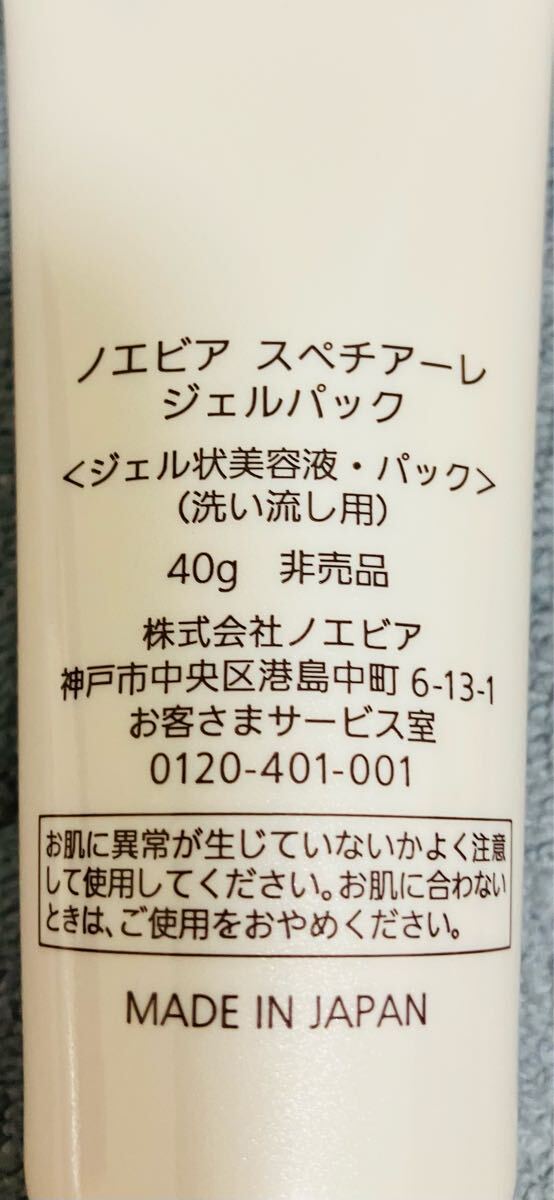 ノエビア スペチアーレ
ジェルパック
<ジェル状美容液・パック>
(洗い流し用)
40g 非売品
株式会社ノエビア
神戸市中央区港島中町 6-13-1
お客さまサービス室
0120-401-001
お肌に異常が生じていないかよく注意
して使用してください。お肌に合わない
ときは、ご使用をおやめください。
MADE IN JAPAN